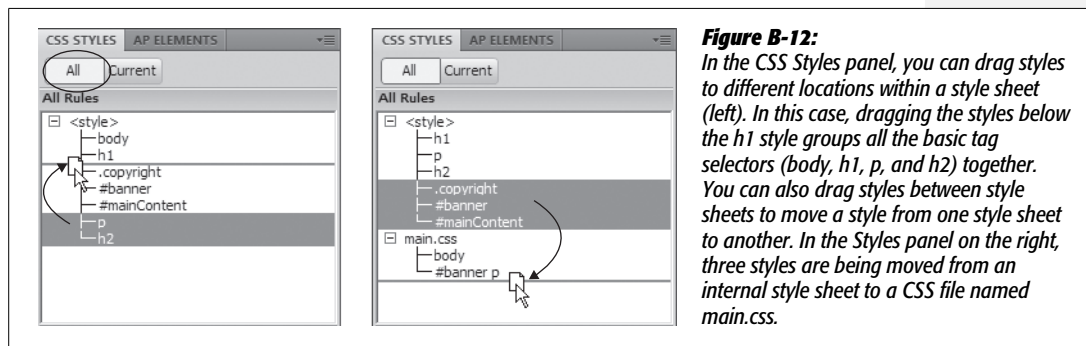 CSS STYLES AP ELEMENTS
All Current
All Rules
<style>
body
h1
.copyright
#banner
#mainContent
p
h2
CSS STYLES AP ELEMENTS
All Current
All Rules
<style>
h1
p
h2
.copyright
#banner
#mainContent
main.css
body
#banner p
Figure B-12:
In the CSS Styles panel, you can drag styles
to different locations within a style sheet
(left). In this case, dragging the styles below
the h1 style groups all the basic tag
selectors (body, h1, p, and h2) together.
You can also drag styles between style
sheets to move a style from one style sheet
to another. In the Styles panel on the right,
three styles are being moved from an
internal style sheet to a CSS file named
main.css.